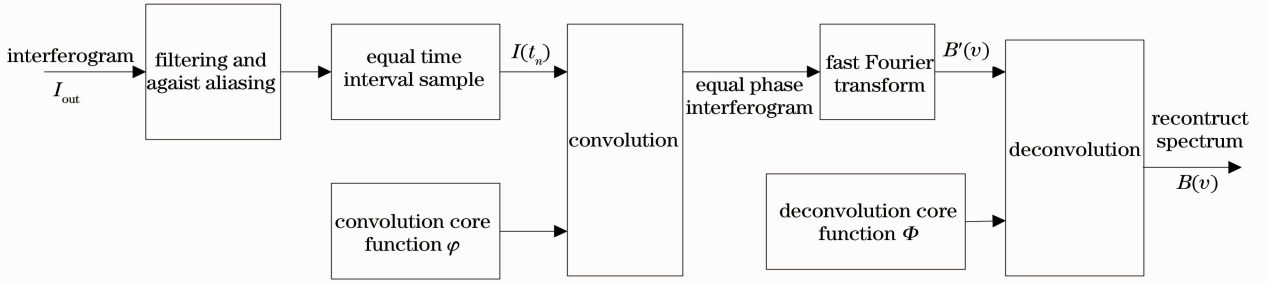 interferogram
I_out
filtering and
agaist aliasing
equal time
interval sample
I(t_n)
convolution core
function φ
convolution
equal phase
interferogram
fast Fourier
transform
B′(v)
deconvolution core
function Φ
deconvolution
recontruct
spectrum
B(v)